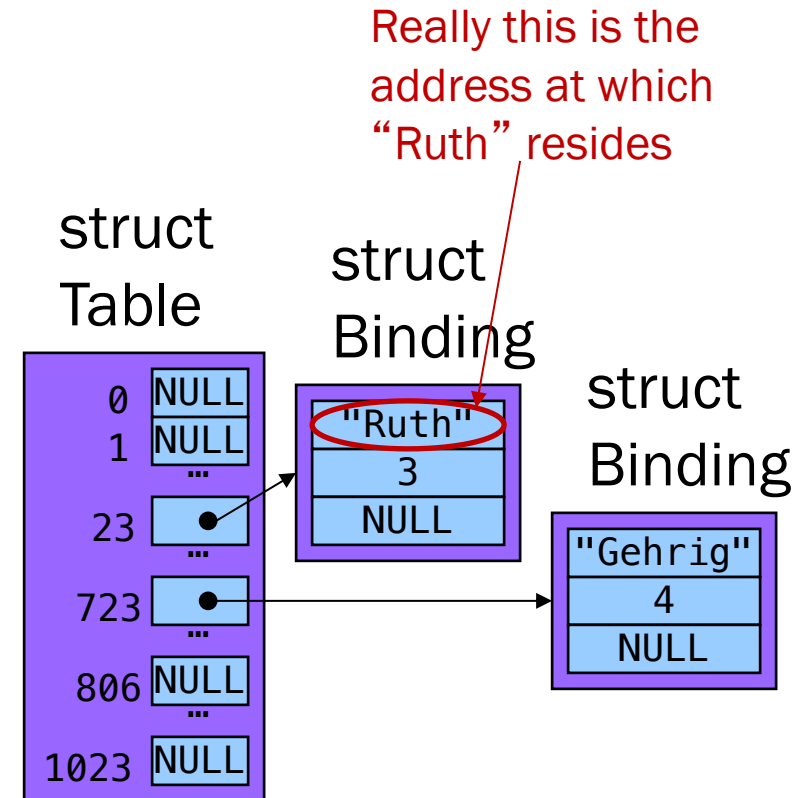 Really this is the
address at which
“Ruth” resides
struct
Table
struct
Binding
struct
Binding
0 NULL
1 NULL
…
23
…
723
…
806 NULL
…
1023 NULL
"Ruth"
3
NULL
"Gehrig"
4
NULL